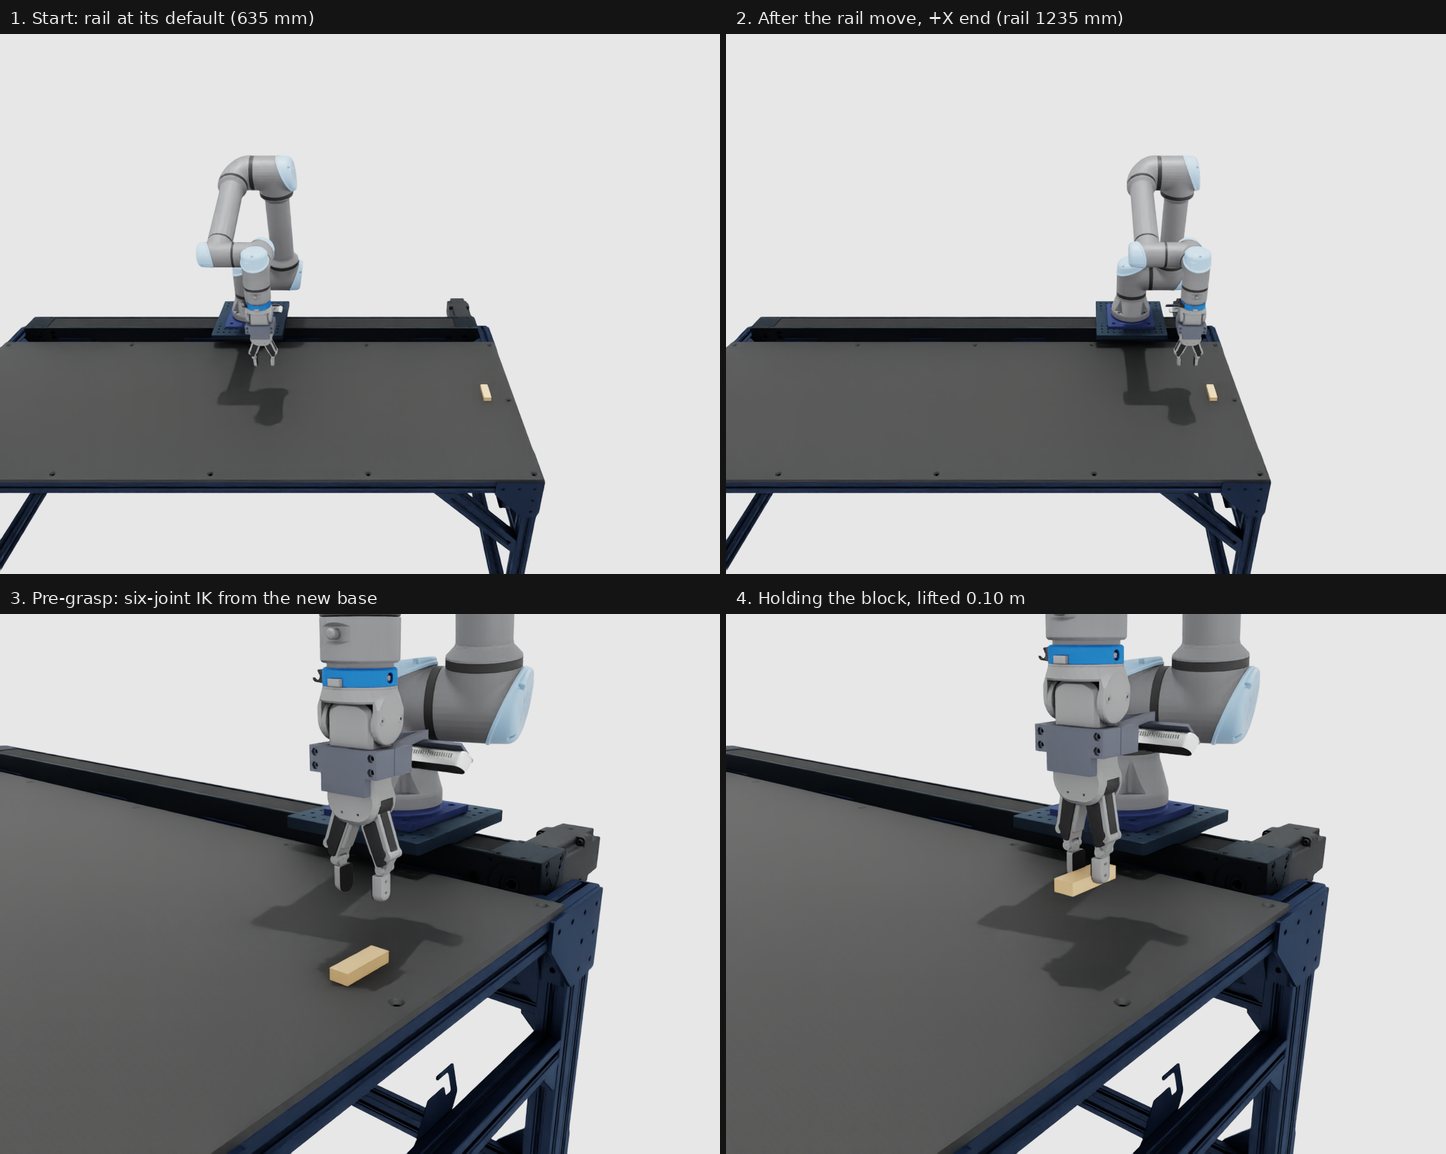 1. Start: rail at its default (635 mm)
2. After the rail move, +X end (rail 1235 mm)
3. Pre-grasp: six-joint IK from the new base
4. Holding the block, lifted 0.10 m